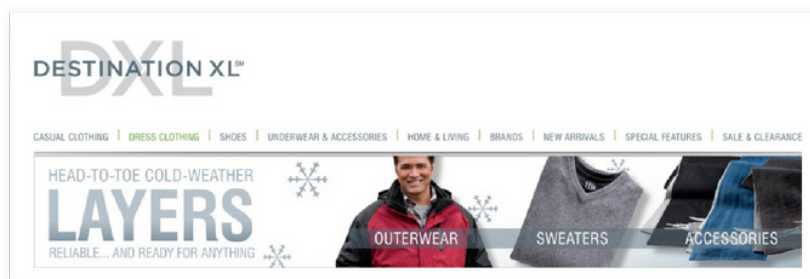 DXL
DESTINATION XL℠
CASUAL CLOTHING | DRESS CLOTHING | SHOES | UNDERWEAR & ACCESSORIES | HOME & LIVING | BRANDS | NEW ARRIVALS | SPECIAL FEATURES | SALE & CLEARANCE
HEAD-TO-TOE COLD-WEATHER
LAYERS
RELIABLE... AND READY FOR ANYTHING
OUTERWEAR
SWEATERS
ACCESSORIES